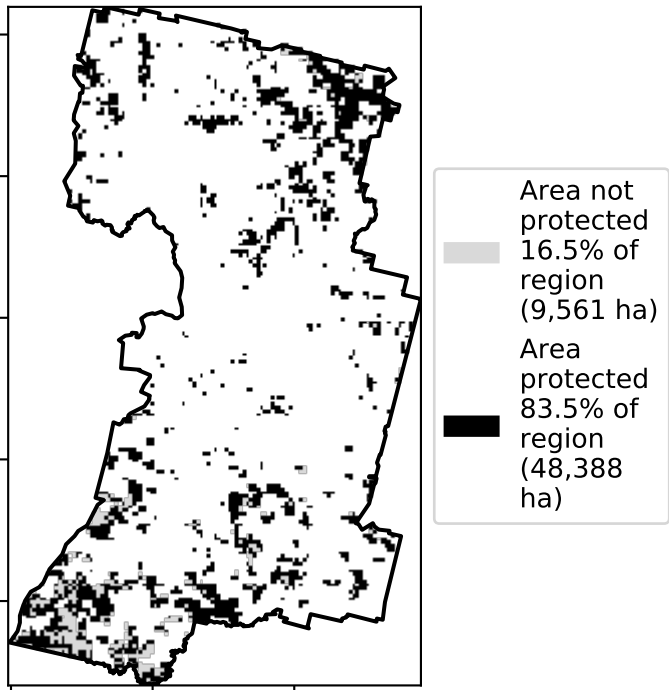 Area not
protected
16.5% of
region
(9,561 ha)
Area
protected
83.5% of
region
(48,388
ha)